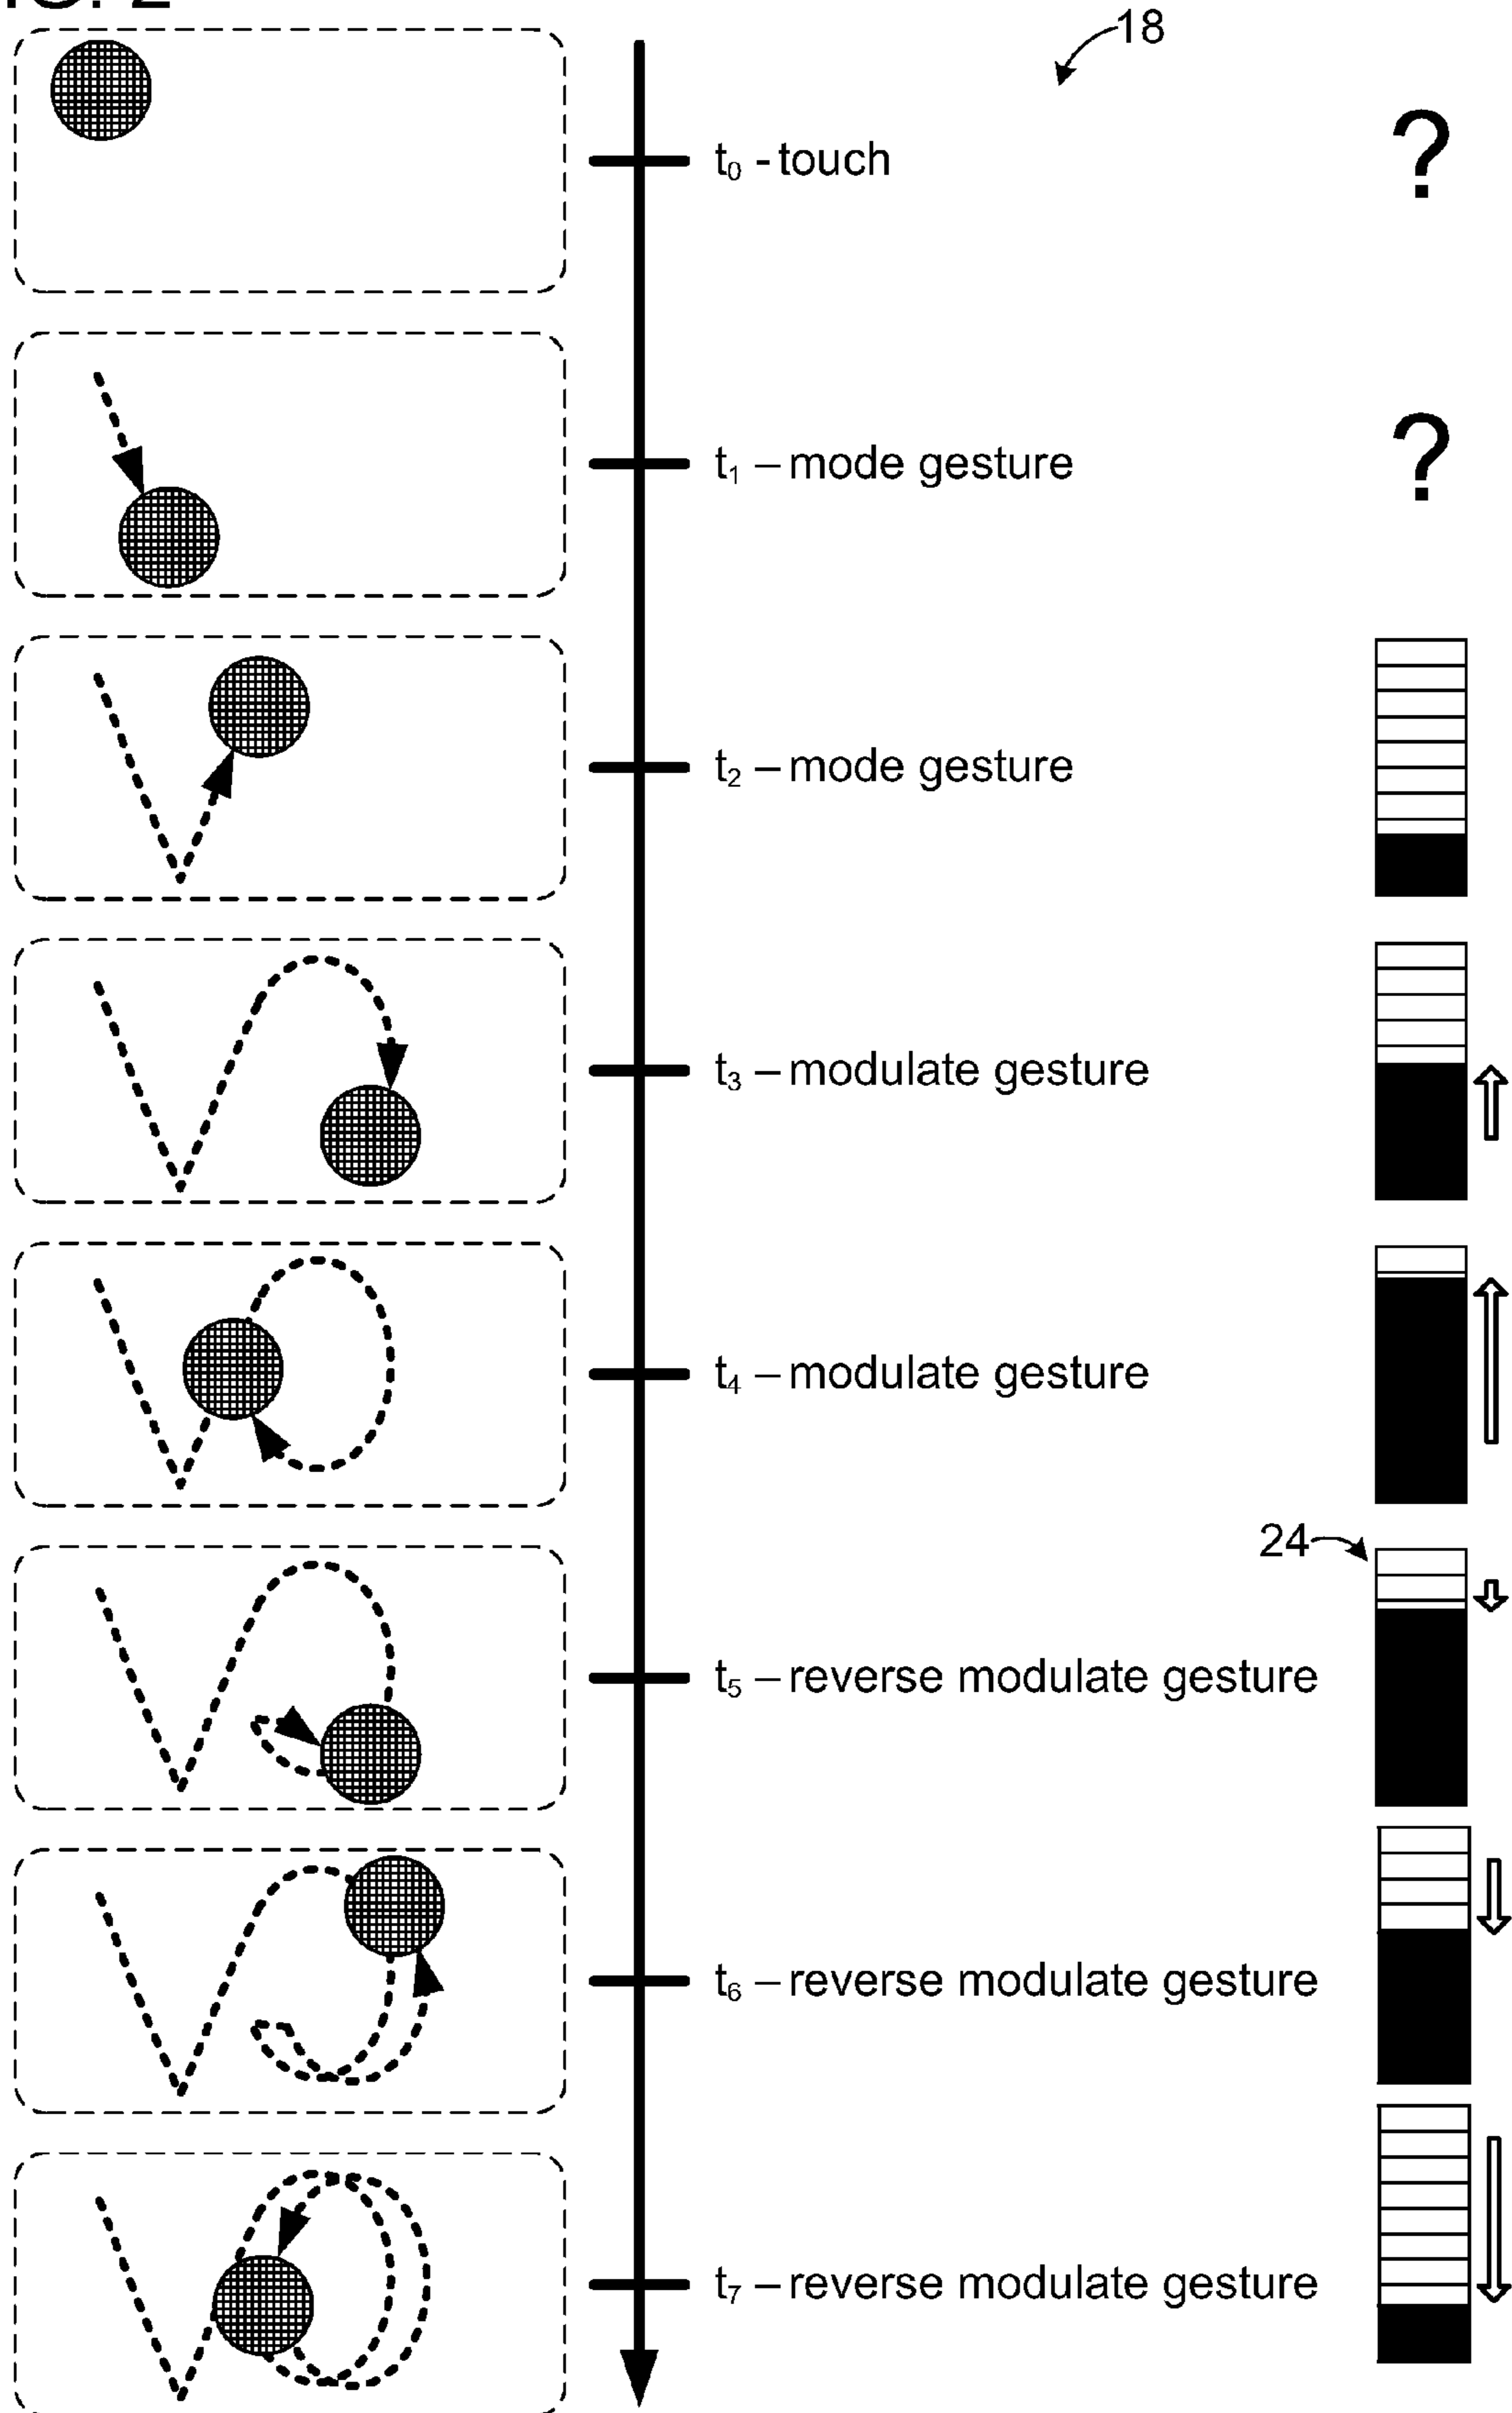 18
t₀ - touch
?
t₁ – mode gesture
?
t₂ – mode gesture
t₃ – modulate gesture
t₄ – modulate gesture
24
t₅ – reverse modulate gesture
t₆ – reverse modulate gesture
t₇ – reverse modulate gesture